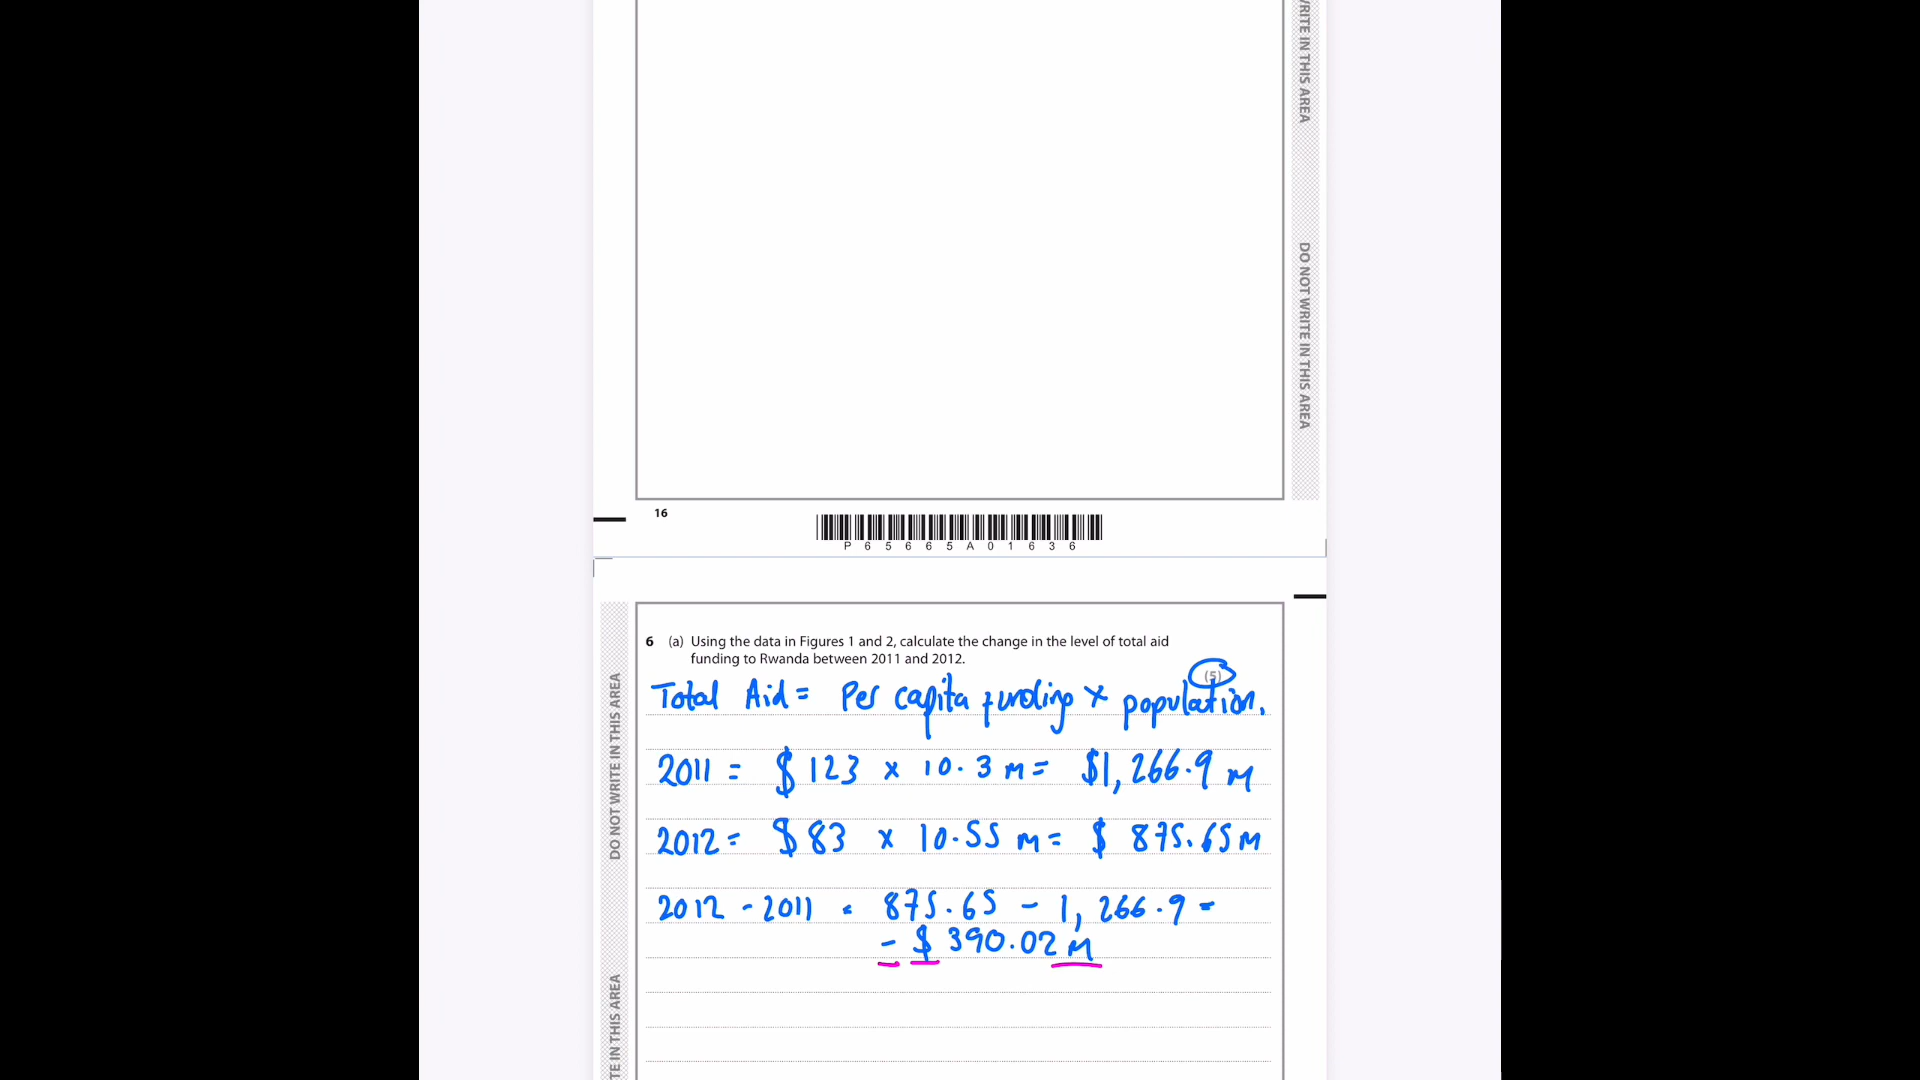 WRITE IN THIS AREA
DO NOT WRITE IN THIS AREA
16
P 6 5 6 6 5 A 0 1 6 3 6
6 (a) Using the data in Figures 1 and 2, calculate the change in the level of total aid
funding to Rwanda between 2011 and 2012.
(5)
Total Aid = Per capita funding x population.
2011 = $123 x 10.3 M = $1,266.9 M
2012 = $83 x 10.55 M = $ 875.65 M
2012 - 2011 = 875.65 - 1,266.9 =
- $ 390.02 M
DO NOT WRITE IN THIS AREA
TE IN THIS AREA